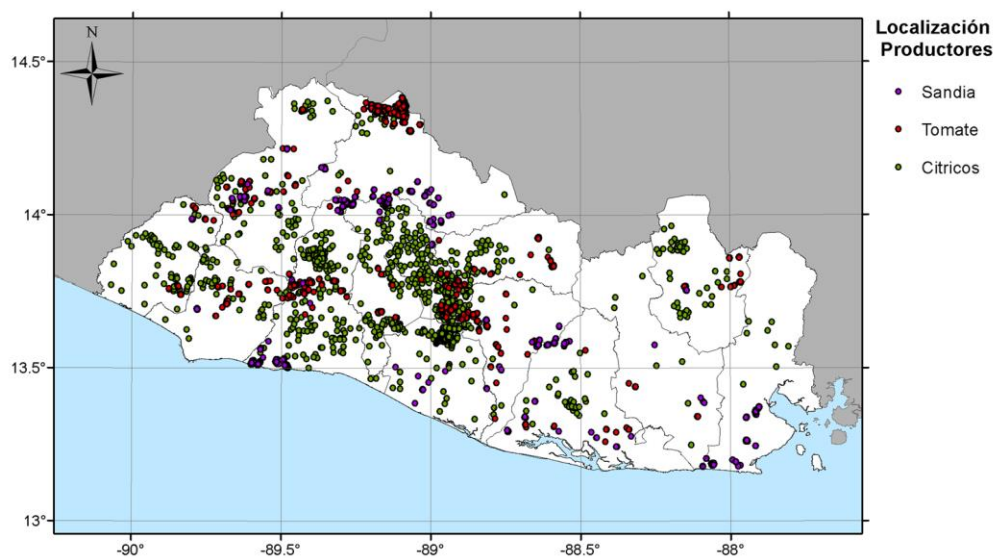 Localización
Productores
N
14.5°
Sandia
Tomate
Citricos
14°
13.5°
13°
-90°
-89.5°
-89°
-88.5°
-88°